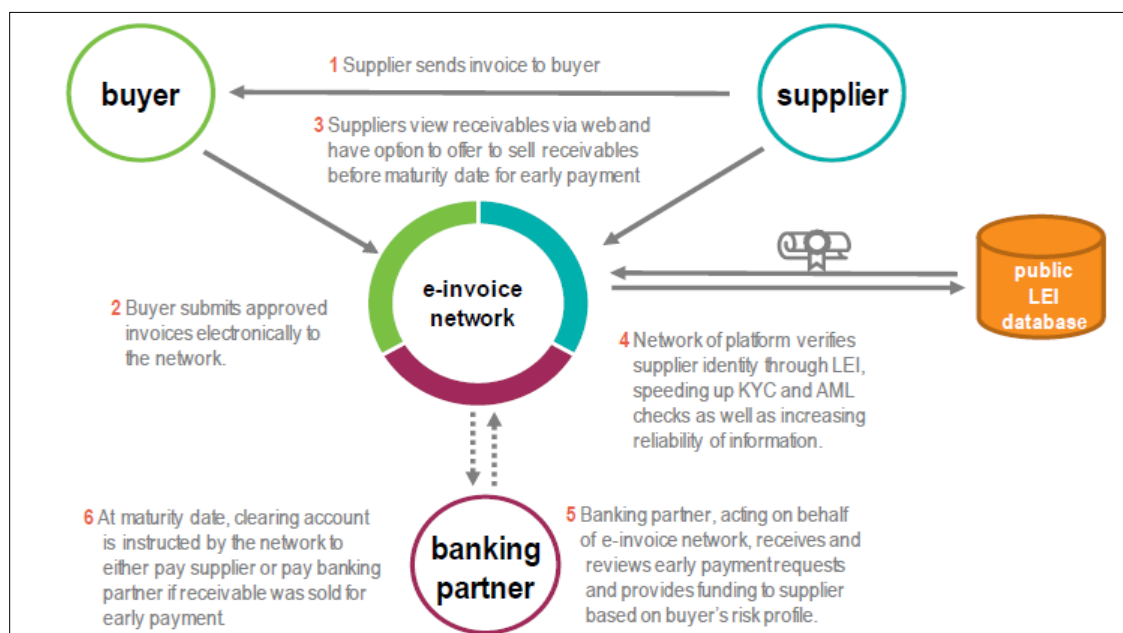 1 Supplier sends invoice to buyer
buyer
supplier
3 Suppliers view receivables via web and
have option to offer to sell receivables
before maturity date for early payment
e-invoice
network
public
LEI
database
2 Buyer submits approved
invoices electronically to
the network.
4 Network of platform verifies
supplier identity through LEI,
speeding up KYC and AML
checks as well as increasing
reliability of information.
6 At maturity date, clearing account
is instructed by the network to
either pay supplier or pay banking
partner if receivable was sold for
early payment.
banking
partner
5 Banking partner, acting on behalf
of e-invoice network, receives and
reviews early payment requests
and provides funding to supplier
based on buyer's risk profile.